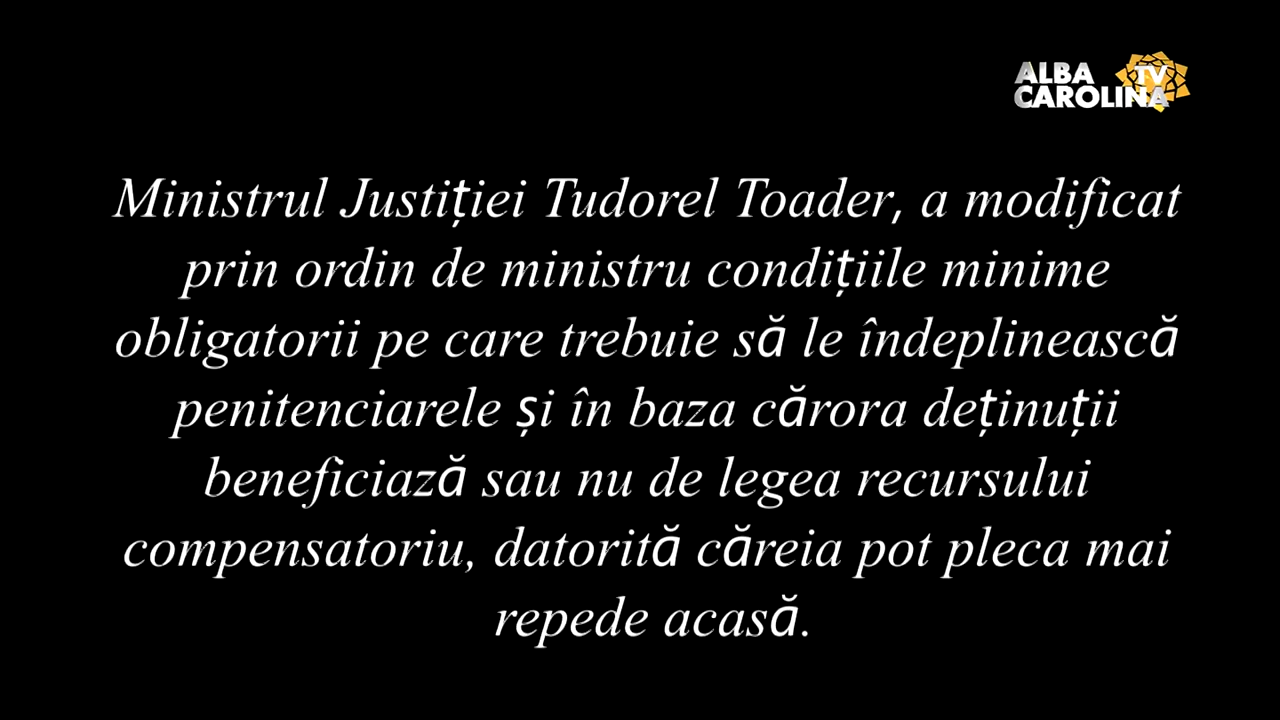 ALBA TV
CAROLINA
Ministrul Justiției Tudorel Toader, a modificat
prin ordin de ministru condițiile minime
obligatorii pe care trebuie să le îndeplinească
penitenciarele și în baza cărora deținuții
beneficiază sau nu de legea recursului
compensatoriu, datorită căreia pot pleca mai
repede acasă.